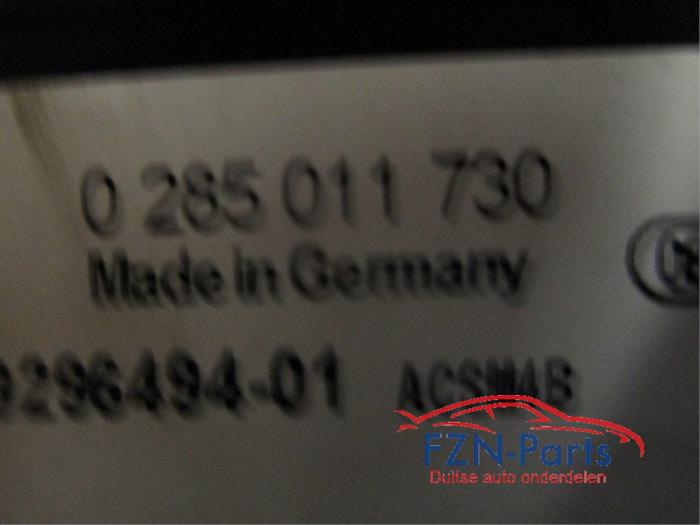 0 285 011 730
Made in Germany
9296494-01 ACSM4B
FZN-Parts
Duitse auto onderdelen